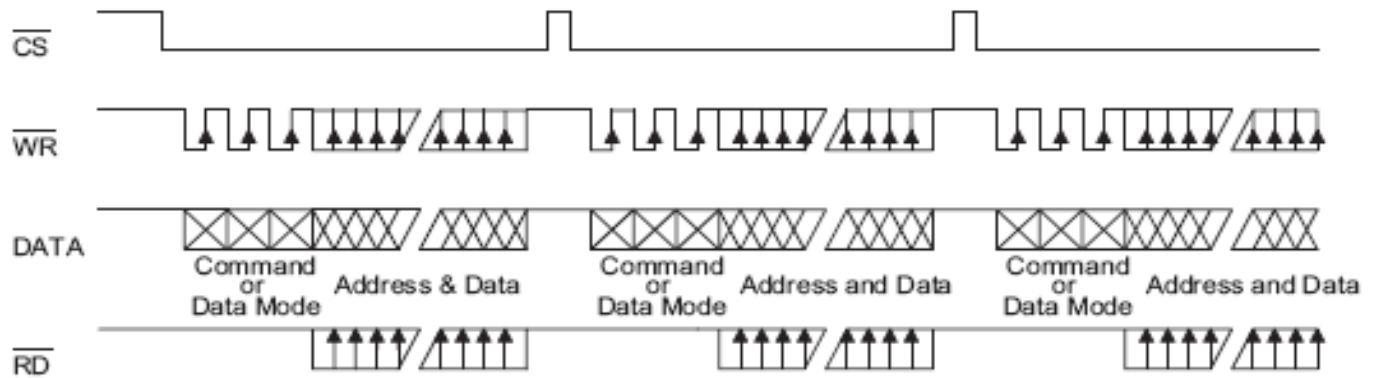 CS
WR
DATA
Command
or
Data Mode
Address & Data
Command
or
Data Mode
Address and Data
Command
or
Data Mode
Address and Data
RD